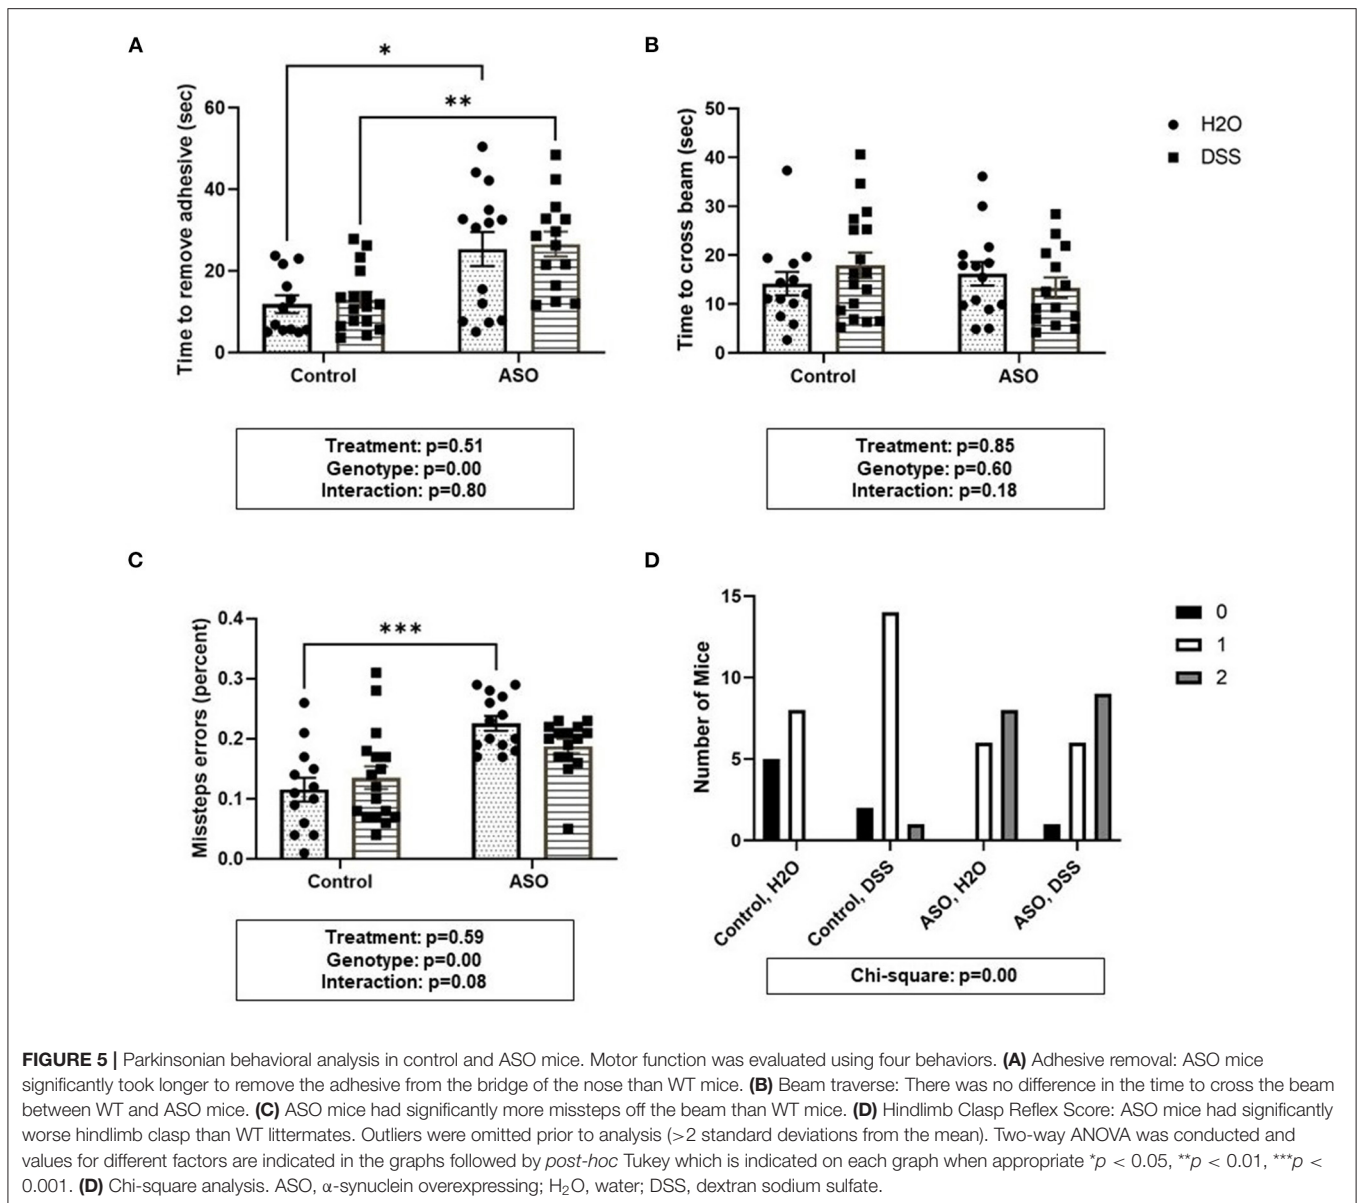 A
*
**
Time to remove adhesive (sec)
60
40
20
0
Control
ASO
Treatment: p=0.51
Genotype: p=0.00
Interaction: p=0.80
B
Time to cross beam (sec)
50
40
30
20
10
0
Control
ASO
H2O
DSS
Treatment: p=0.85
Genotype: p=0.60
Interaction: p=0.18
C
***
Missteps errors (percent)
0.4
0.3
0.2
0.1
0.0
Control
ASO
Treatment: p=0.59
Genotype: p=0.00
Interaction: p=0.08
D
Number of Mice
15
10
5
0
Control, H2O
Control, DSS
ASO, H2O
ASO, DSS
0
1
2
Chi-square: p=0.00
FIGURE 5 | Parkinsonian behavioral analysis in control and ASO mice. Motor function was evaluated using four behaviors. (A) Adhesive removal: ASO mice
significantly took longer to remove the adhesive from the bridge of the nose than WT mice. (B) Beam traverse: There was no difference in the time to cross the beam
between WT and ASO mice. (C) ASO mice had significantly more missteps off the beam than WT mice. (D) Hindlimb Clasp Reflex Score: ASO mice had significantly
worse hindlimb clasp than WT littermates. Outliers were omitted prior to analysis (>2 standard deviations from the mean). Two-way ANOVA was conducted and
values for different factors are indicated in the graphs followed by post-hoc Tukey which is indicated on each graph when appropriate *p < 0.05, **p < 0.01, ***p <
0.001. (D) Chi-square analysis. ASO, α-synuclein overexpressing; H₂O, water; DSS, dextran sodium sulfate.